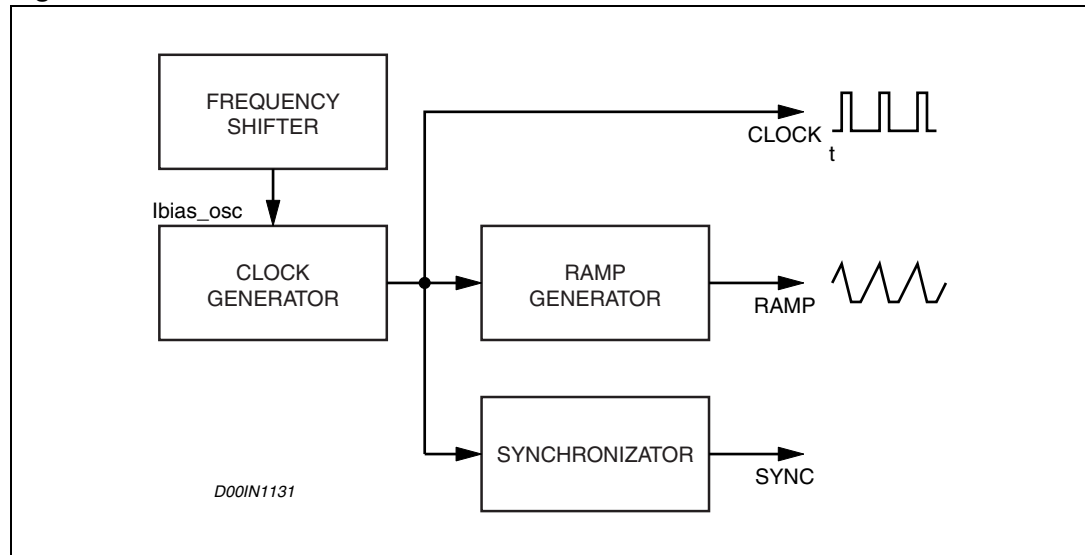 FREQUENCY
SHIFTER
CLOCK
t
Ibias_osc
CLOCK
GENERATOR
RAMP
GENERATOR
RAMP
SYNCHRONIZATOR
SYNC
D00IN1131